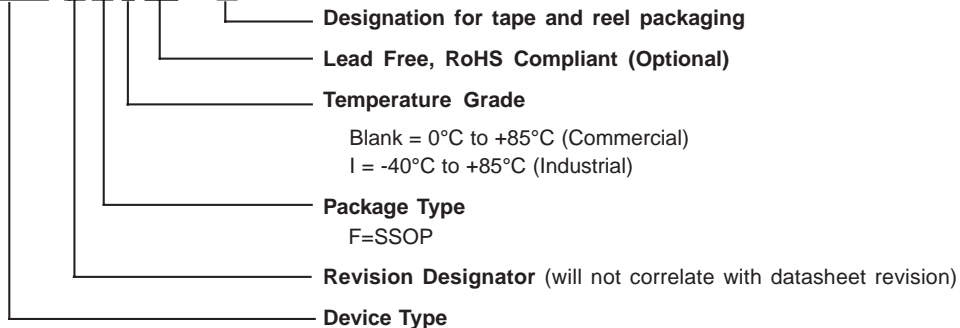 Designation for tape and reel packaging
Lead Free, RoHS Compliant (Optional)
Temperature Grade
Blank = 0°C to +85°C (Commercial)
I = -40°C to +85°C (Industrial)
Package Type
F=SSOP
Revision Designator (will not correlate with datasheet revision)
Device Type